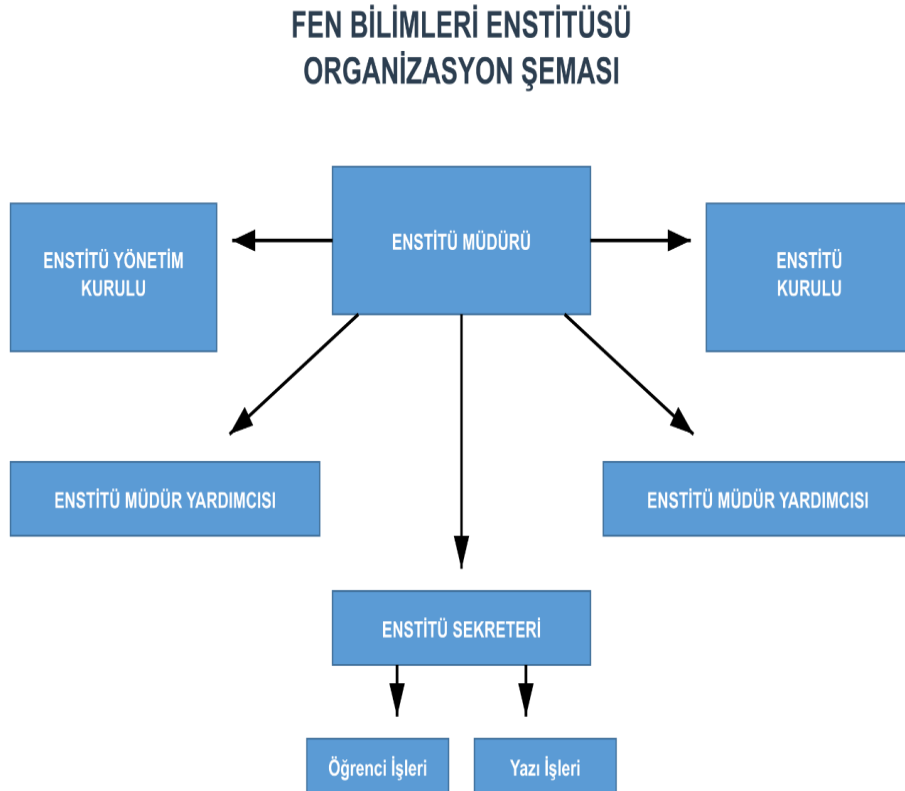 FEN BİLİMLERİ ENSTİTÜSÜ
ORGANİZASYON ŞEMASI
ENSTİTÜ YÖNETİM
KURULU
ENSTİTÜ MÜDÜRÜ
ENSTİTÜ
KURULU
ENSTİTÜ MÜDÜR YARDIMCISI
ENSTİTÜ MÜDÜR YARDIMCISI
ENSTİTÜ SEKRETERİ
Öğrenci İşleri
Yazı İşleri